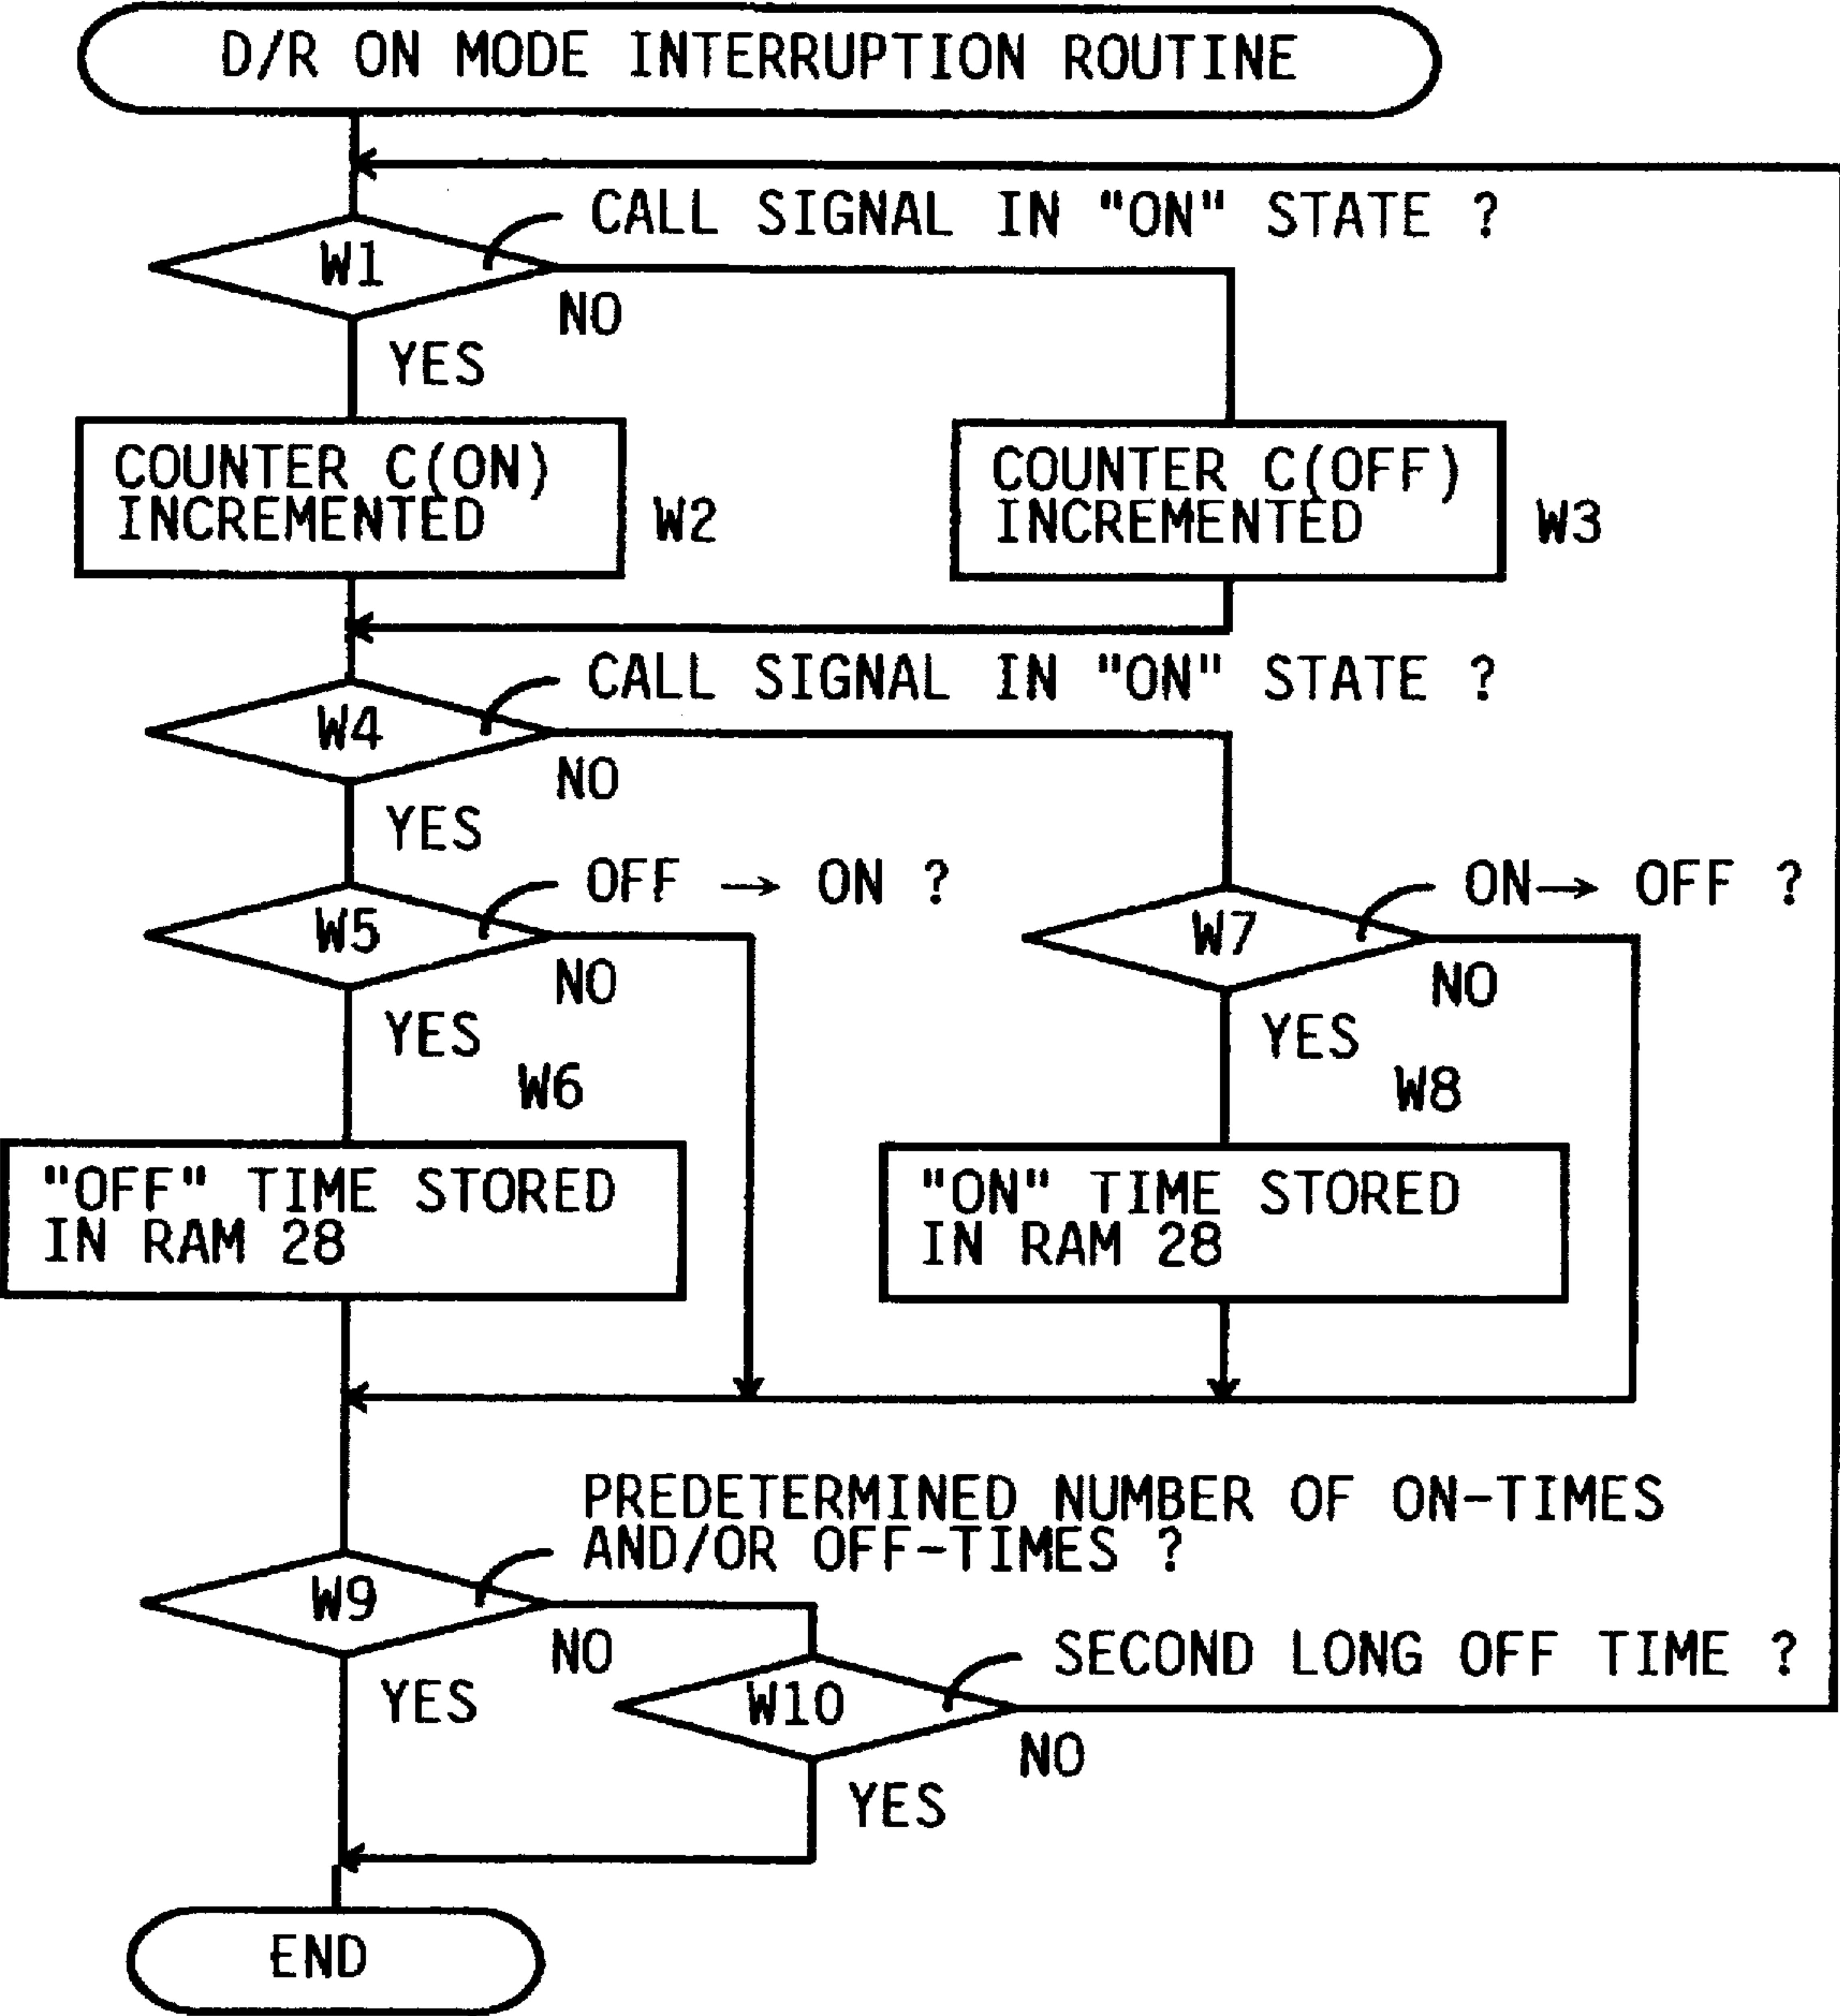 D/R ON MODE INTERRUPTION ROUTINE
CALL SIGNAL IN "ON" STATE ?
W1
NO
YES
COUNTER C(ON)
INCREMENTED
W2
COUNTER C(OFF)
INCREMENTED
W3
CALL SIGNAL IN "ON" STATE ?
W4
NO
YES
OFF → ON ?
W5
NO
YES
ON→ OFF ?
W7
NO
YES
W6
"OFF" TIME STORED
IN RAM 28
W8
"ON" TIME STORED
IN RAM 28
PREDETERMINED NUMBER OF ON-TIMES
AND/OR OFF-TIMES ?
W9
NO
YES
SECOND LONG OFF TIME ?
W10
NO
YES
END